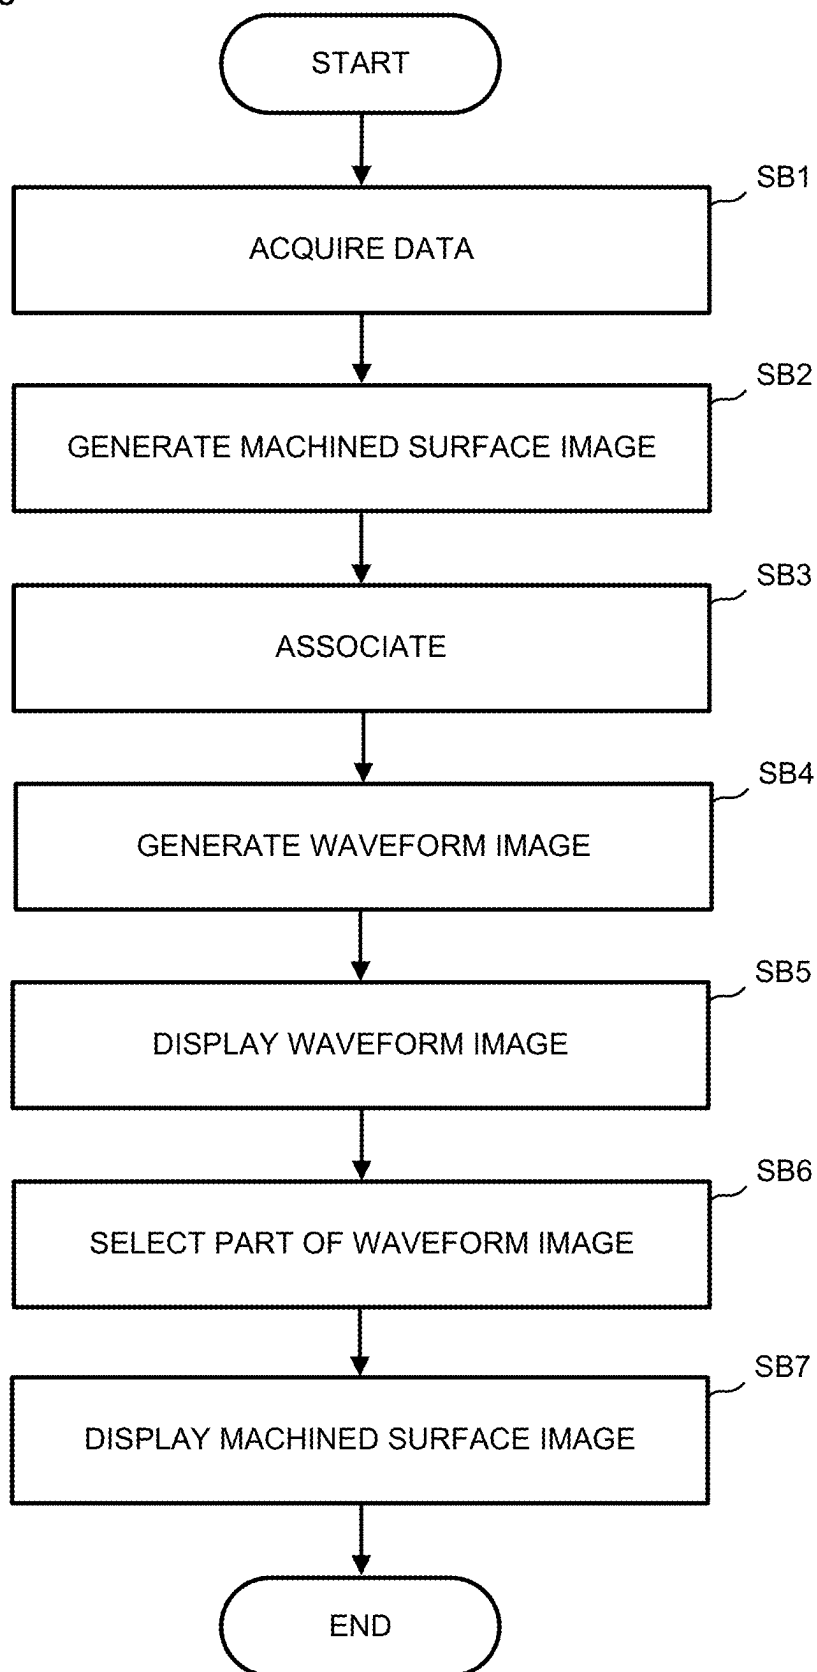 START
SB1
ACQUIRE DATA
SB2
GENERATE MACHINED SURFACE IMAGE
SB3
ASSOCIATE
SB4
GENERATE WAVEFORM IMAGE
SB5
DISPLAY WAVEFORM IMAGE
SB6
SELECT PART OF WAVEFORM IMAGE
SB7
DISPLAY MACHINED SURFACE IMAGE
END